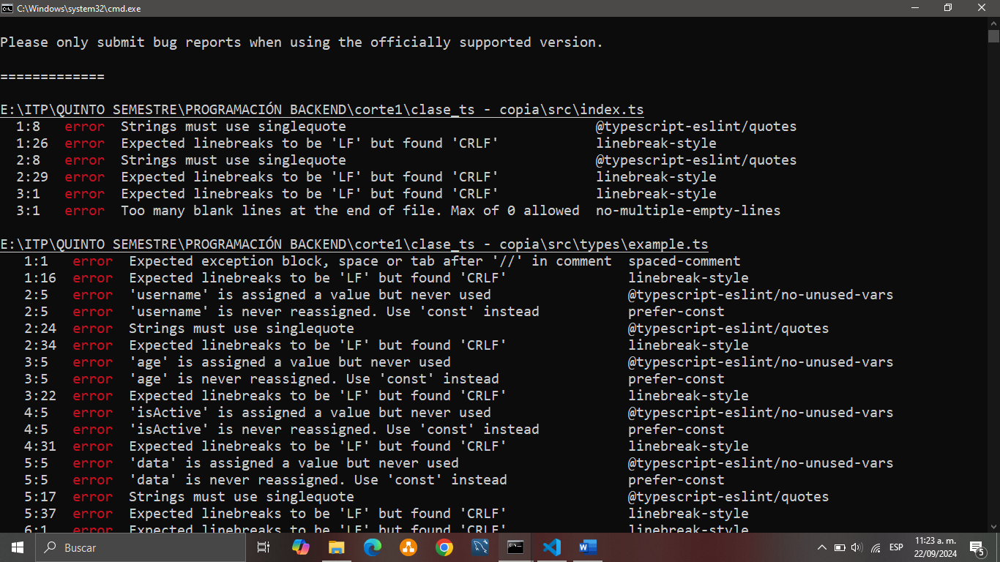 C:\Windows\system32\cmd.exe
Please only submit bug reports when using the officially supported version.
=============
E:\ITP\QUINTO SEMESTRE\PROGRAMACIÓN BACKEND\corte1\clase_ts - copia\src\index.ts
1:8 error Strings must use singlequote @typescript-eslint/quotes
1:26 error Expected linebreaks to be 'LF' but found 'CRLF' linebreak-style
2:8 error Strings must use singlequote @typescript-eslint/quotes
2:29 error Expected linebreaks to be 'LF' but found 'CRLF' linebreak-style
3:1 error Expected linebreaks to be 'LF' but found 'CRLF' linebreak-style
3:1 error Too many blank lines at the end of file. Max of 0 allowed no-multiple-empty-lines
E:\ITP\QUINTO SEMESTRE\PROGRAMACIÓN BACKEND\corte1\clase_ts - copia\src\types\example.ts
1:1 error Expected exception block, space or tab after '//' in comment spaced-comment
1:16 error Expected linebreaks to be 'LF' but found 'CRLF' linebreak-style
2:5 error 'username' is assigned a value but never used @typescript-eslint/no-unused-vars
2:5 error 'username' is never reassigned. Use 'const' instead prefer-const
2:24 error Strings must use singlequote @typescript-eslint/quotes
2:34 error Expected linebreaks to be 'LF' but found 'CRLF' linebreak-style
3:5 error 'age' is assigned a value but never used @typescript-eslint/no-unused-vars
3:5 error 'age' is never reassigned. Use 'const' instead prefer-const
3:22 error Expected linebreaks to be 'LF' but found 'CRLF' linebreak-style
4:5 error 'isActive' is assigned a value but never used @typescript-eslint/no-unused-vars
4:5 error 'isActive' is never reassigned. Use 'const' instead prefer-const
4:31 error Expected linebreaks to be 'LF' but found 'CRLF' linebreak-style
5:5 error 'data' is assigned a value but never used @typescript-eslint/no-unused-vars
5:5 error 'data' is never reassigned. Use 'const' instead prefer-const
5:17 error Strings must use singlequote @typescript-eslint/quotes
5:37 error Expected linebreaks to be 'LF' but found 'CRLF' linebreak-style
6:1 error Expected linebreaks to be 'LF' but found 'CRLF' linebreak-style
Buscar
ESP
11:23 a. m.
22/09/2024
5